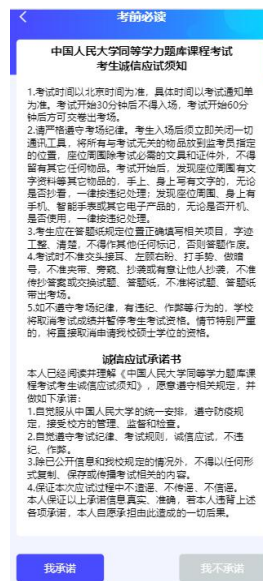 考前必读
中国人民大学同等学力题库课程考试
考生诚信应试须知
1.考试时间以北京时间为准，具体时间以考试通知单
为准。考试开始30分钟后不得入场，考试开始60分
钟后方可交卷出考场。
2.请严格遵守考场纪律。考生入场后须立即关闭一切
通讯工具，将所有与考试无关的物品放到监考员指定
的位置，座位周围除考试必需的文具和证件外，不得
留有其它任何物品。考试开始后，发现座位周围有文
字资料等其它物品的，手上、身上写有文字的，无论
是否抄看，一律按违纪处理；发现座位周围、身上有
手机、智能手表或其它电子产品的，无论是否开机、
是否使用，一律按违纪处理。
3.考生应在答题纸规定位置正确填写相关项目，字迹
工整、清楚，不得作其他任何标记，否则答题作废。
4.考试时不准交头接耳、左顾右盼、打手势、做暗
号，不准夹带、旁窥、抄袭或有意让他人抄袭，不准
传抄答案或交换试题、答题纸，不准将试题、答题纸
带出考场。
5.如不遵守考场纪律，有违纪、作弊等行为的，学校
将取消考试成绩并暂停考生考试资格。情节特别严重
的，将直接取消申请我校硕士学位的资格。
诚信应试承诺书
本人已经阅读并理解《中国人民大学同等学力题库课
程考试考生诚信应试须知》，愿意遵守相关规定，并
做如下承诺：
1.自觉服从中国人民大学的统一安排，遵守防疫规
定，接受校方的管理、监督和检查。
2.自觉遵守考试纪律、考试规则，诚信应试，不违
纪、作弊。
3.除已公开信息和我校规定的情况外，不得以任何形
式复制、保存或传播考试相关的内容。
4.保证本次应试过程中不造谣、不传谣、不信谣。
本人保证以上承诺信息真实、准确，若本人违背上述
各项承诺，本人自愿承担由此造成的一切后果。
我承诺
我不承诺